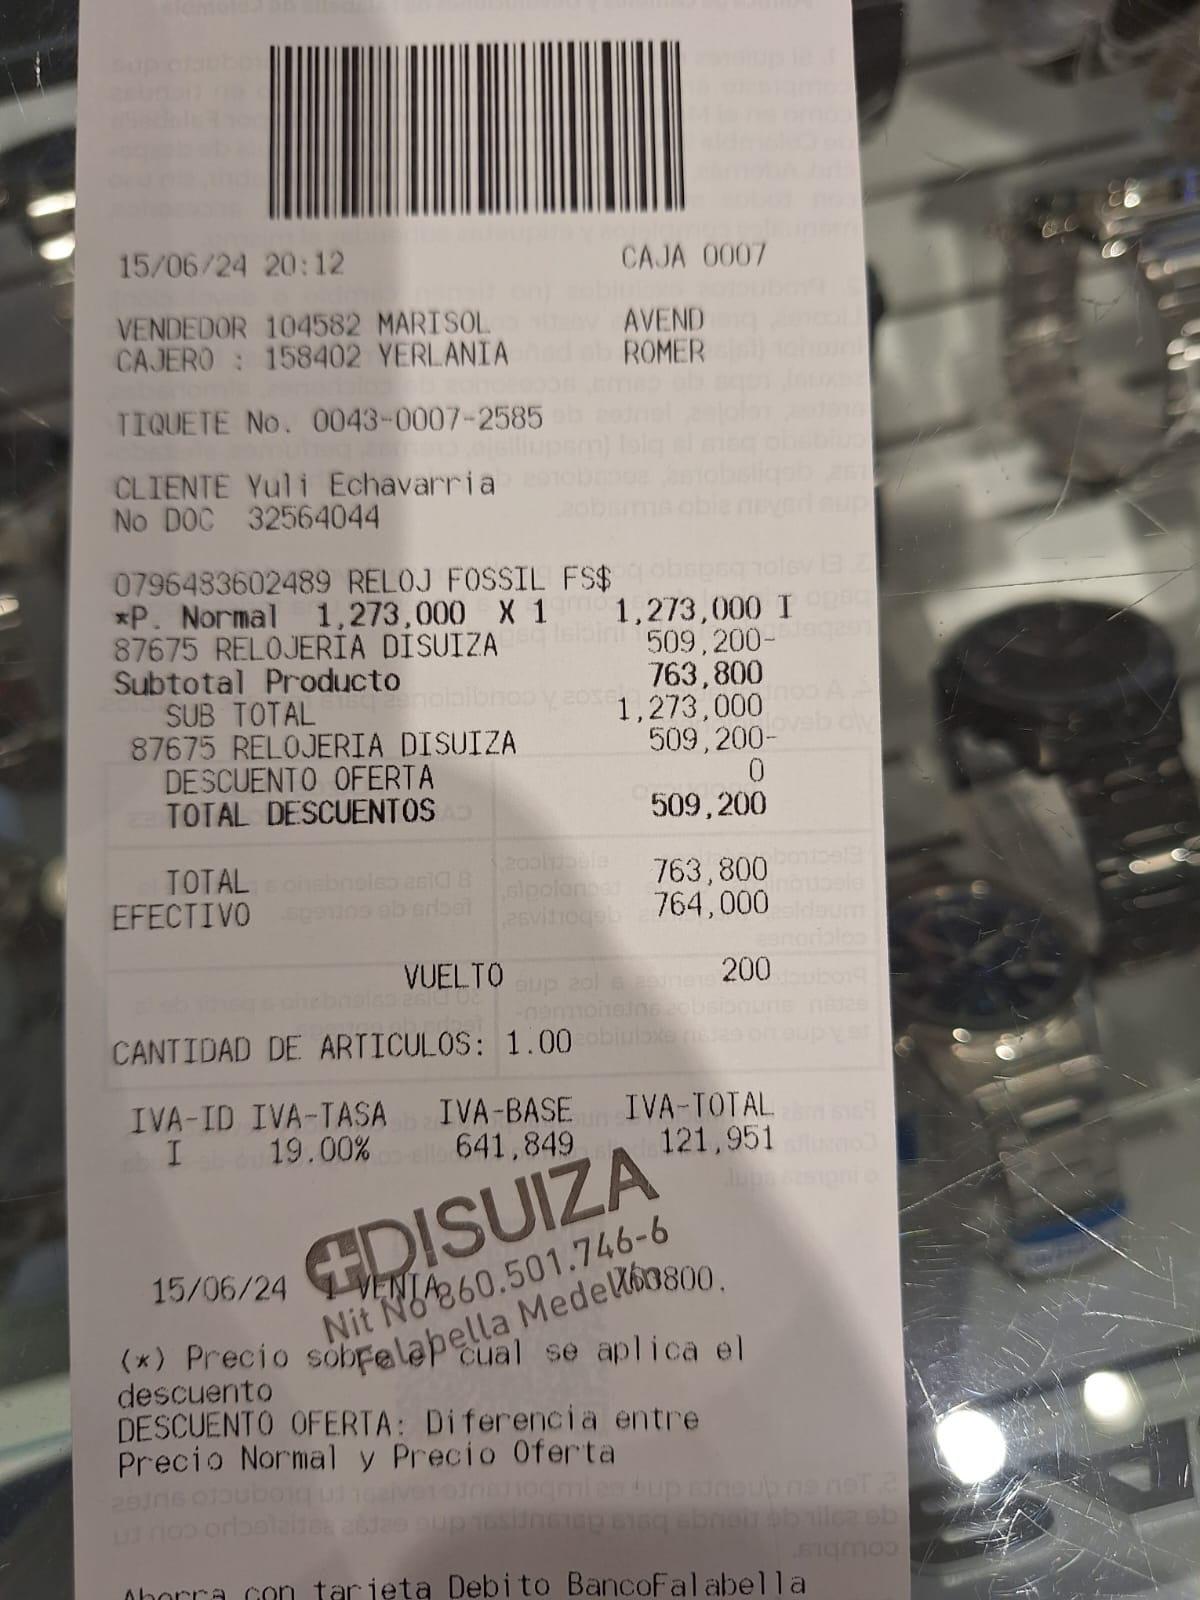 15/06/24 20:12 CAJA 0007
VENDEDOR 104582 MARISOL AVEND
CAJERO : 158402 YERLANIA ROMER
TIQUETE No. 0043-0007-2585
CLIENTE Yuli Echavarria
No DOC 32564044
0796483602489 RELOJ FOSSIL FS$
*P. Normal 1,273,000 X 1 1,273,000 I
87675 RELOJERIA DISUIZA 509,200-
Subtotal Producto 763,800
SUB TOTAL 1,273,000
87675 RELOJERIA DISUIZA 509,200-
DESCUENTO OFERTA 0
TOTAL DESCUENTOS 509,200
TOTAL 763,800
EFECTIVO 764,000
VUELTO 200
CANTIDAD DE ARTICULOS: 1.00
IVA-ID IVA-TASA IVA-BASE IVA-TOTAL
I 19.00% 641,849 121,951
DISUIZA
Nit No 860.501.746-6
Falabella Medellín
15/06/24 1 VENTA
(*) Precio sobre el cual se aplica el
descuento
DESCUENTO OFERTA: Diferencia entre
Precio Normal y Precio Oferta
Ahorra con tarjeta Debito BancoFalabella